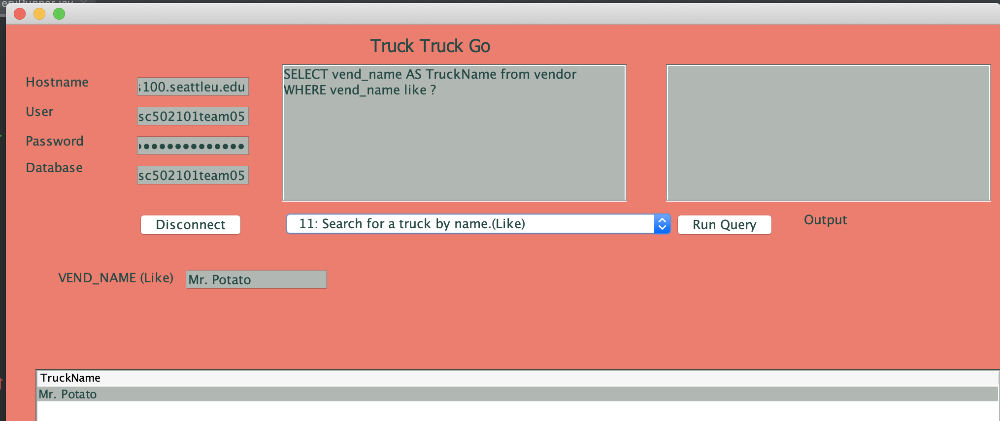 Truck Truck Go
Hostname
s100.seattleu.edu
User
sc502101team05
Password
Database
sc502101team05
SELECT vend_name AS TruckName from vendor
WHERE vend_name like ?
Disconnect
11: Search for a truck by name.(Like)
Run Query
Output
VEND_NAME (Like)
Mr. Potato
TruckName
Mr. Potato